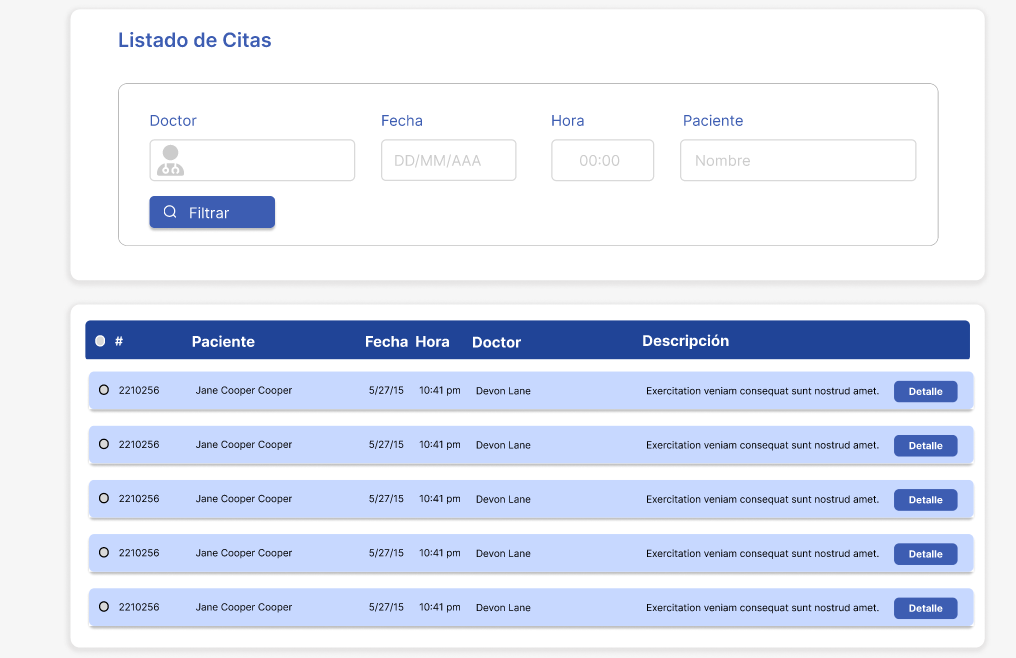 Listado de Citas
Doctor Fecha Hora Paciente
DD/MM/AAA 00:00 Nombre
Filtrar
# Paciente Fecha Hora Doctor Descripción
2210256 Jane Cooper Cooper 5/27/15 10:41 pm Devon Lane Exercitation veniam consequat sunt nostrud amet. Detalle
2210256 Jane Cooper Cooper 5/27/15 10:41 pm Devon Lane Exercitation veniam consequat sunt nostrud amet. Detalle
2210256 Jane Cooper Cooper 5/27/15 10:41 pm Devon Lane Exercitation veniam consequat sunt nostrud amet. Detalle
2210256 Jane Cooper Cooper 5/27/15 10:41 pm Devon Lane Exercitation veniam consequat sunt nostrud amet. Detalle
2210256 Jane Cooper Cooper 5/27/15 10:41 pm Devon Lane Exercitation veniam consequat sunt nostrud amet. Detalle